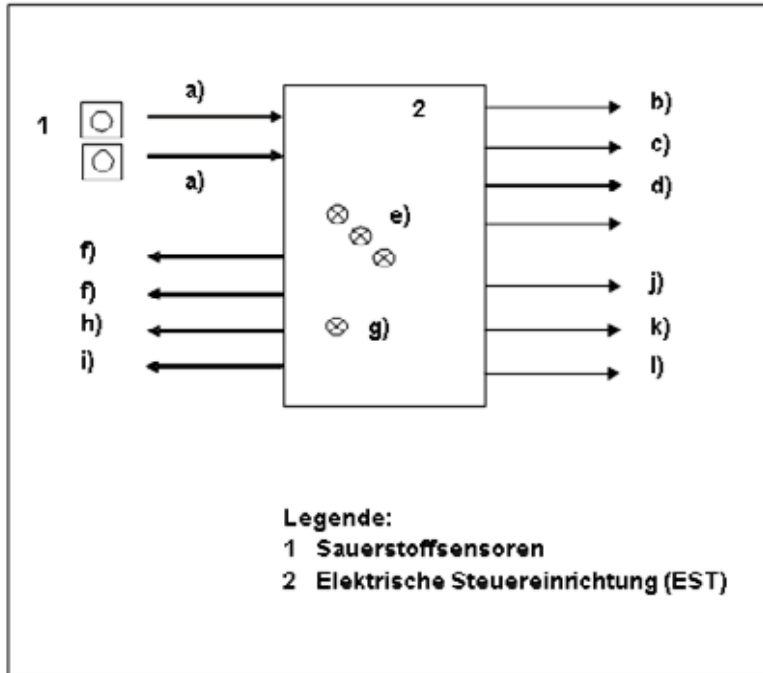 a)
1
2
a)
b)
c)
d)
e)
f)
f)
h)
i)
g)
j)
k)
l)
Legende:
1 Sauerstoffsensoren
2 Elektrische Steuereinrichtung (EST)